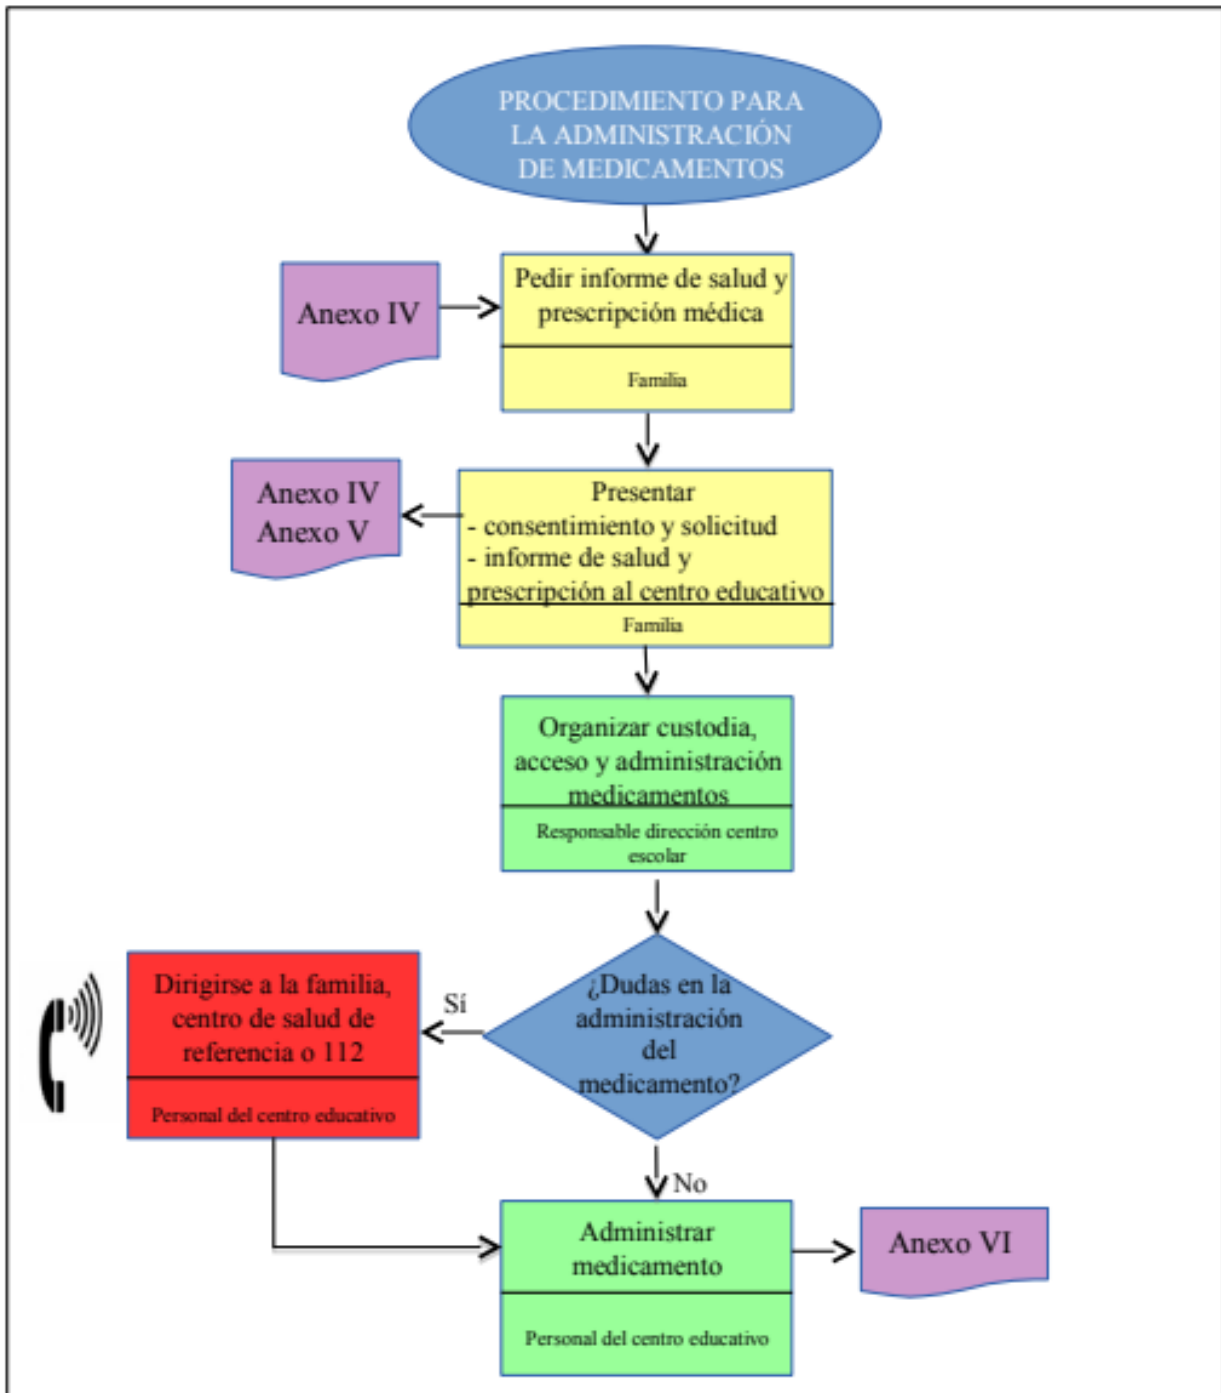 PROCEDIMIENTO PARA
LA ADMINISTRACIÓN
DE MEDICAMENTOS
Anexo IV
Pedir informe de salud y
prescripción médica
Familia
Anexo IV
Anexo V
Presentar
- consentimiento y solicitud
- informe de salud y
prescripción al centro educativo
Familia
Organizar custodia,
acceso y administración
medicamentos
Responsable dirección centro
escolar
¿Dudas en la
administración
del
medicamento?
Sí
Dirigirse a la familia,
centro de salud de
referencia o 112
Personal del centro educativo
No
Administrar
medicamento
Personal del centro educativo
Anexo VI